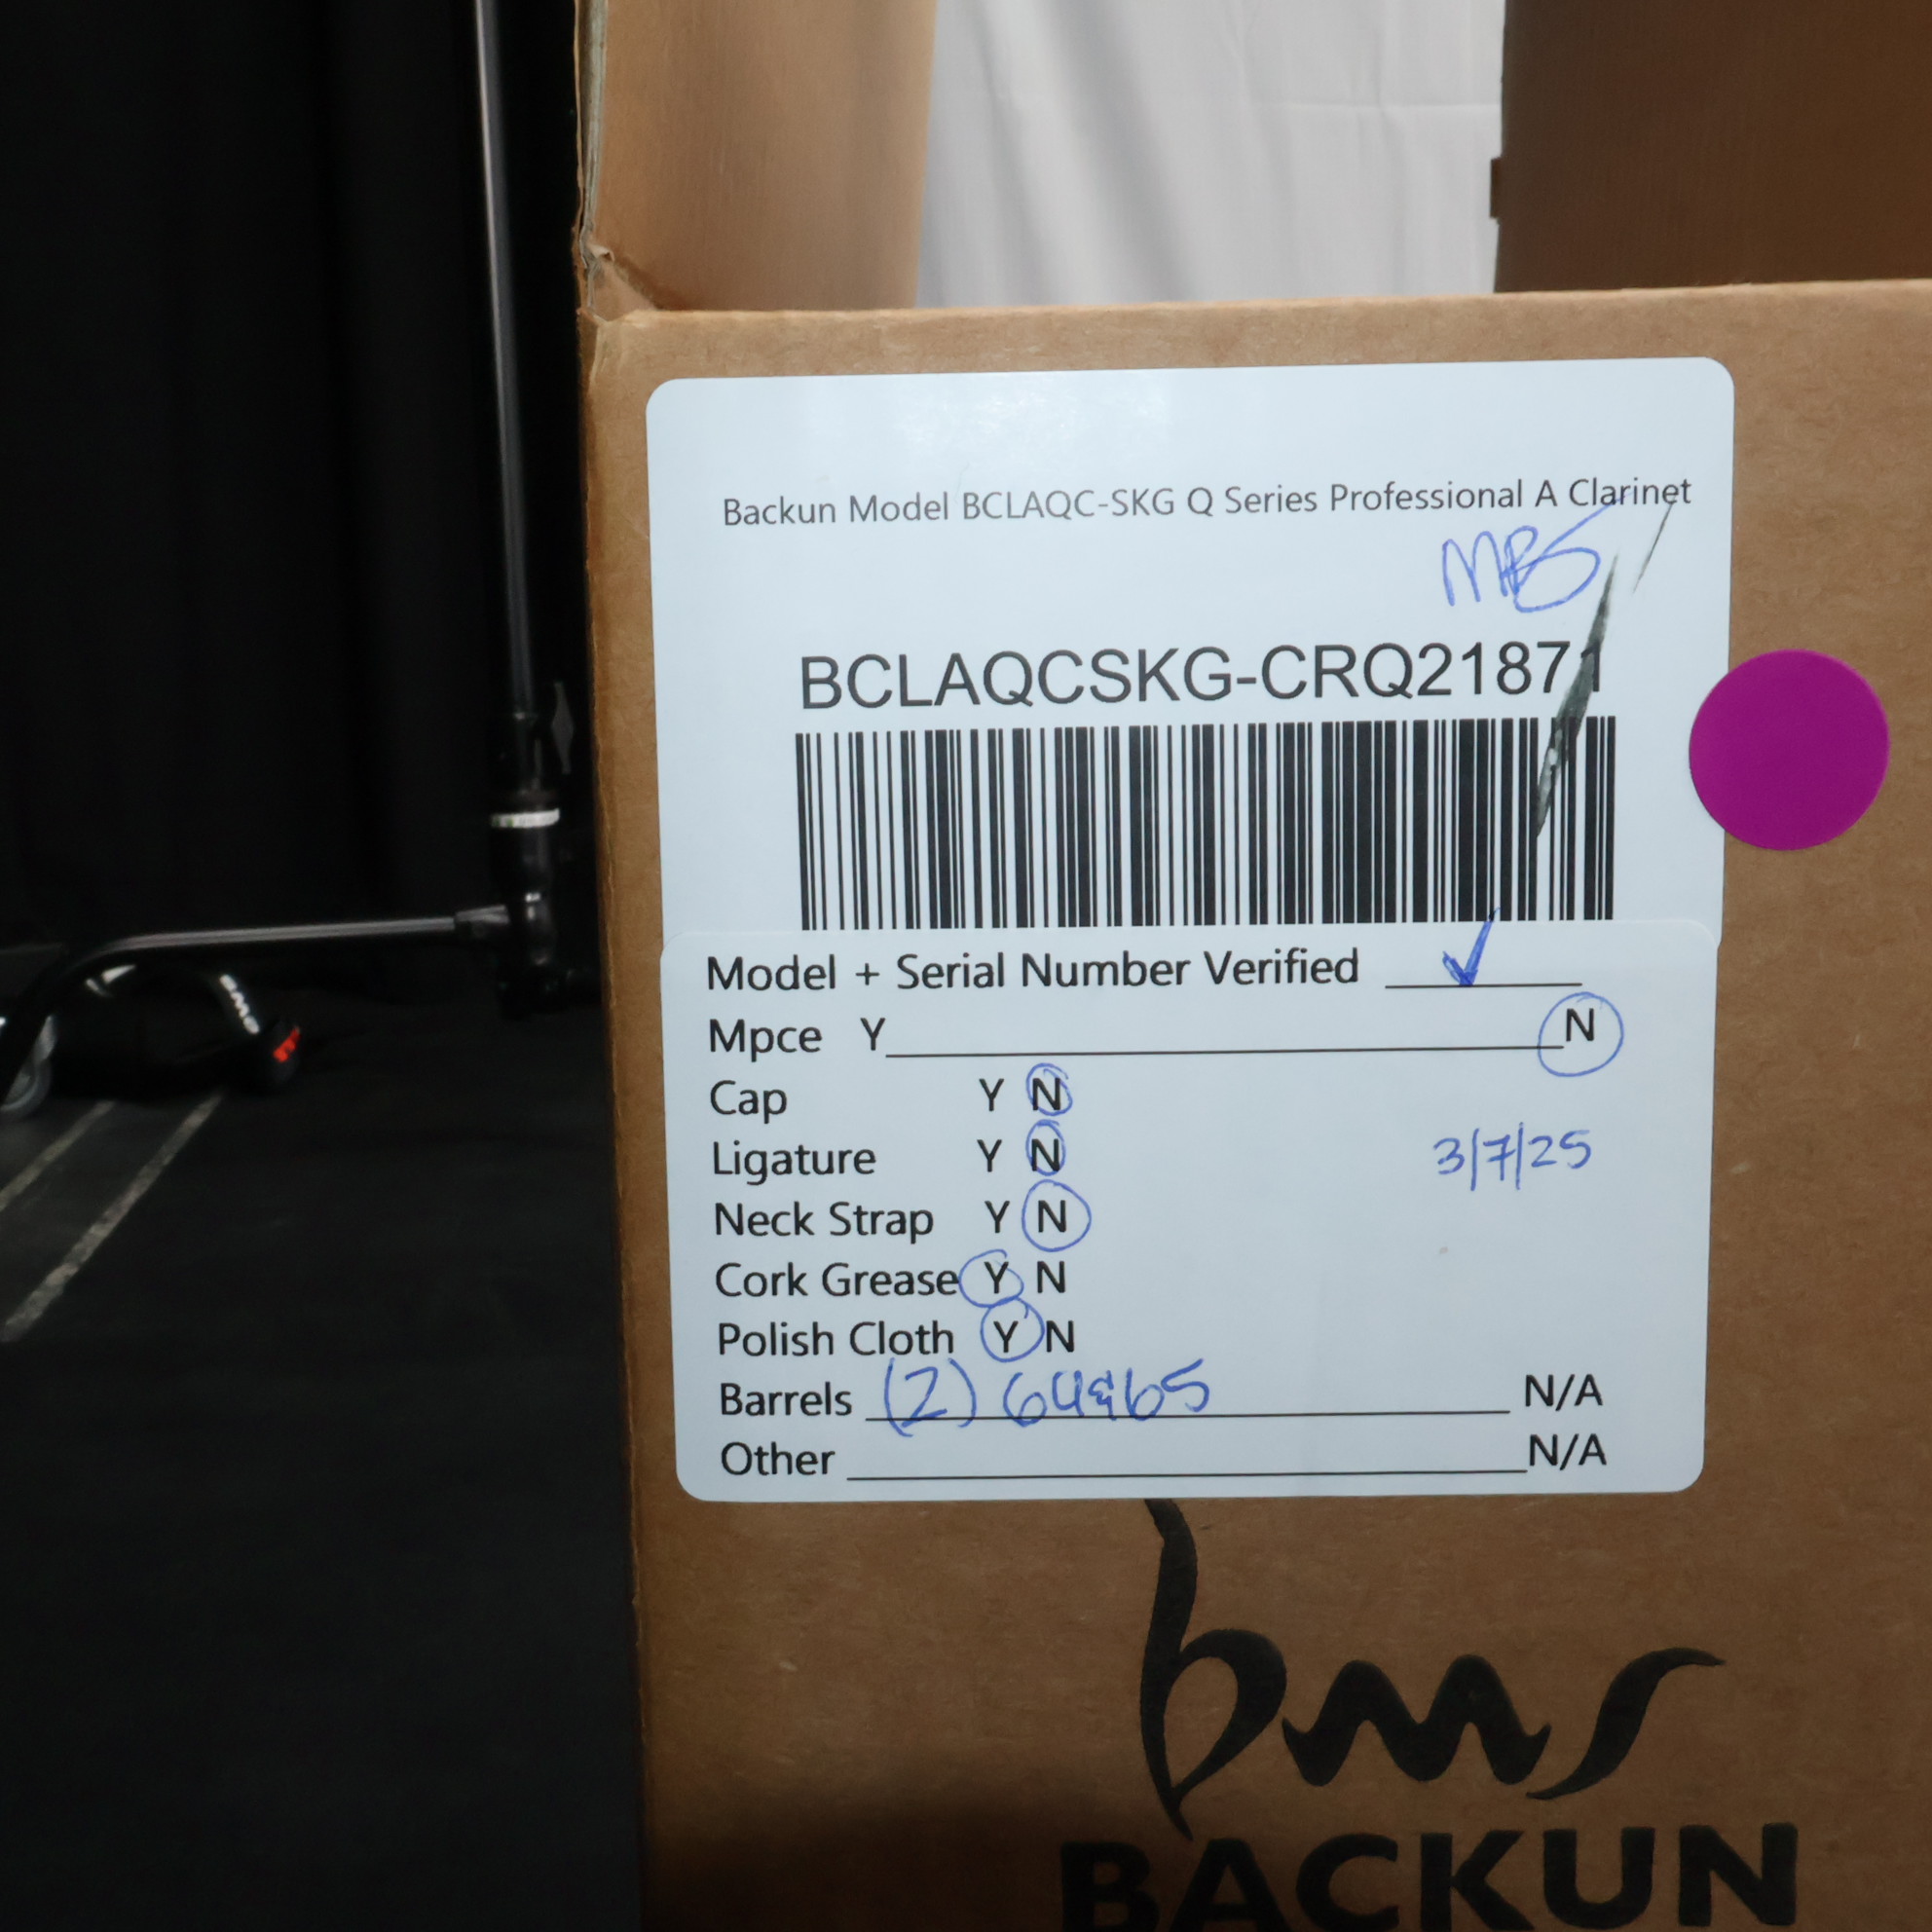 Backun Model BCLAQC-SKG Q Series Professional A Clarinet
MBS
BCLAQCSKG-CRQ21871
Model + Serial Number Verified ✓
Mpce Y N
Cap Y N
Ligature Y N
3/7/25
Neck Strap Y N
Cork Grease Y N
Polish Cloth Y N
Barrels (2) 64&65 N/A
Other N/A
bms
BACKUN